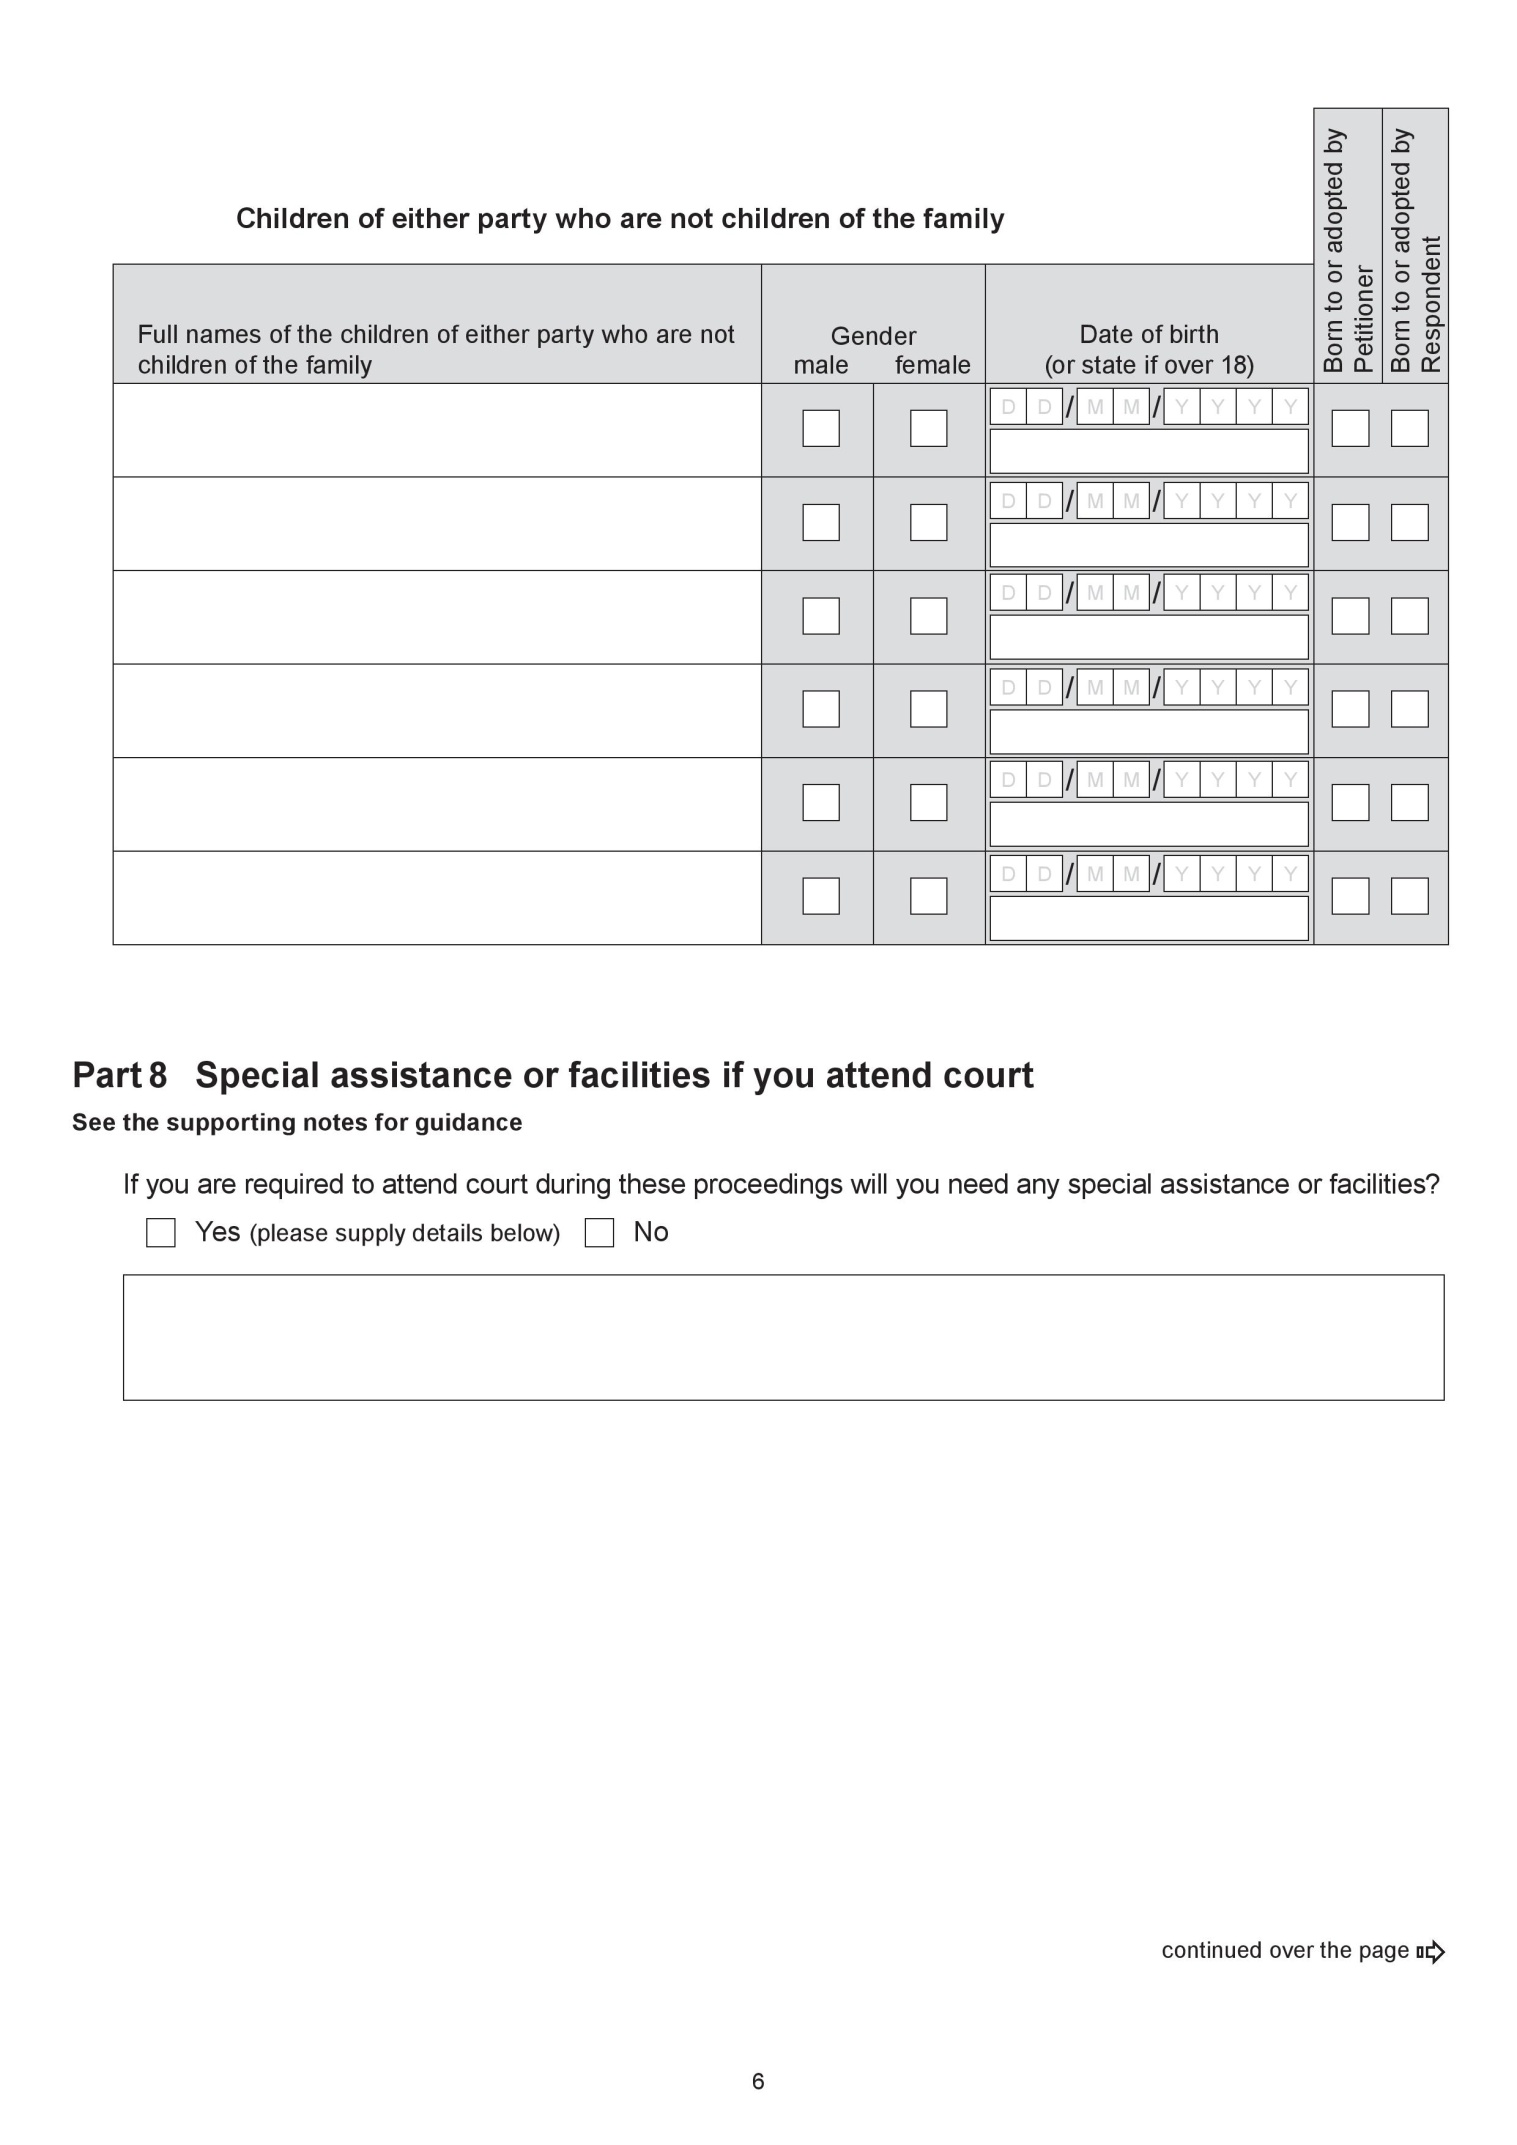 Born to or adopted by
Petitioner
Born to or adopted by
Respondent
Children of either party who are not children of the family
Full names of the children of either party who are not
children of the family
Gender
male female
Date of birth
(or state if over 18)
D D / M M / Y Y Y Y
D D / M M / Y Y Y Y
D D / M M / Y Y Y Y
D D / M M / Y Y Y Y
D D / M M / Y Y Y Y
D D / M M / Y Y Y Y
Part 8 Special assistance or facilities if you attend court
See the supporting notes for guidance
If you are required to attend court during these proceedings will you need any special assistance or facilities?
Yes (please supply details below) No
continued over the page
6